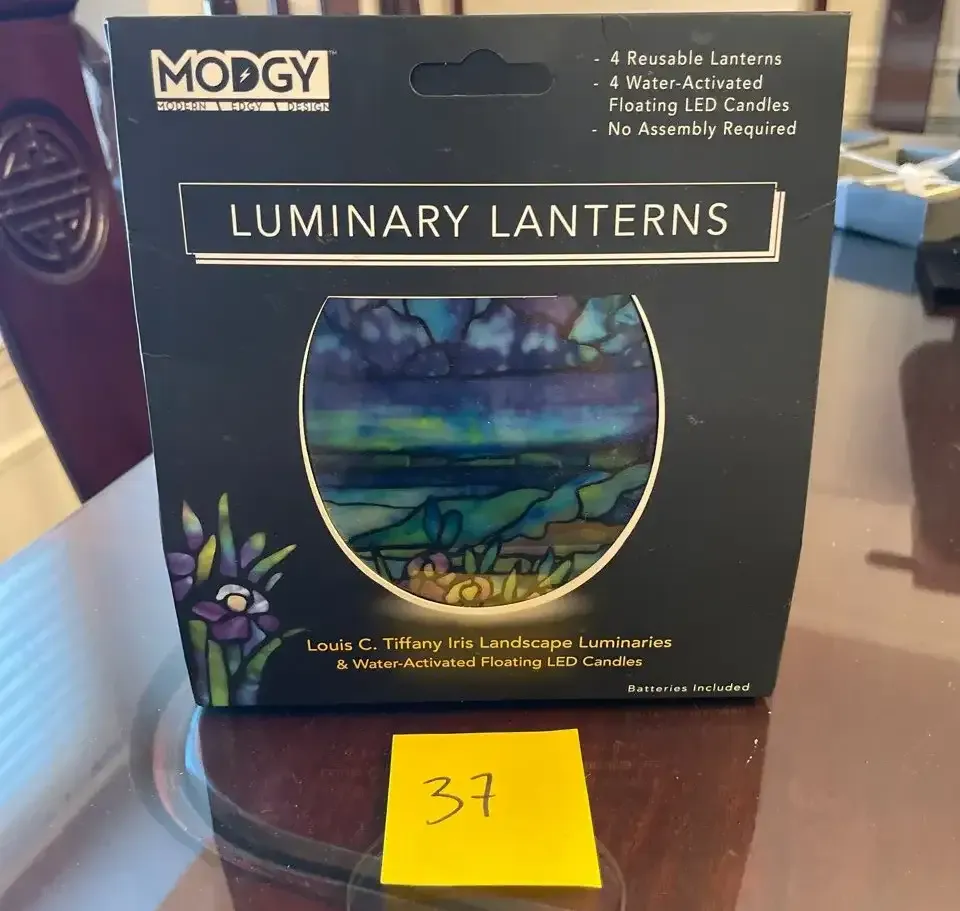 MODGY™
MODERN \ EDGY \ DESIGN
- 4 Reusable Lanterns
- 4 Water-Activated
Floating LED Candles
- No Assembly Required
LUMINARY LANTERNS
Louis C. Tiffany Iris Landscape Luminaries
& Water-Activated Floating LED Candles
Batteries Included
37